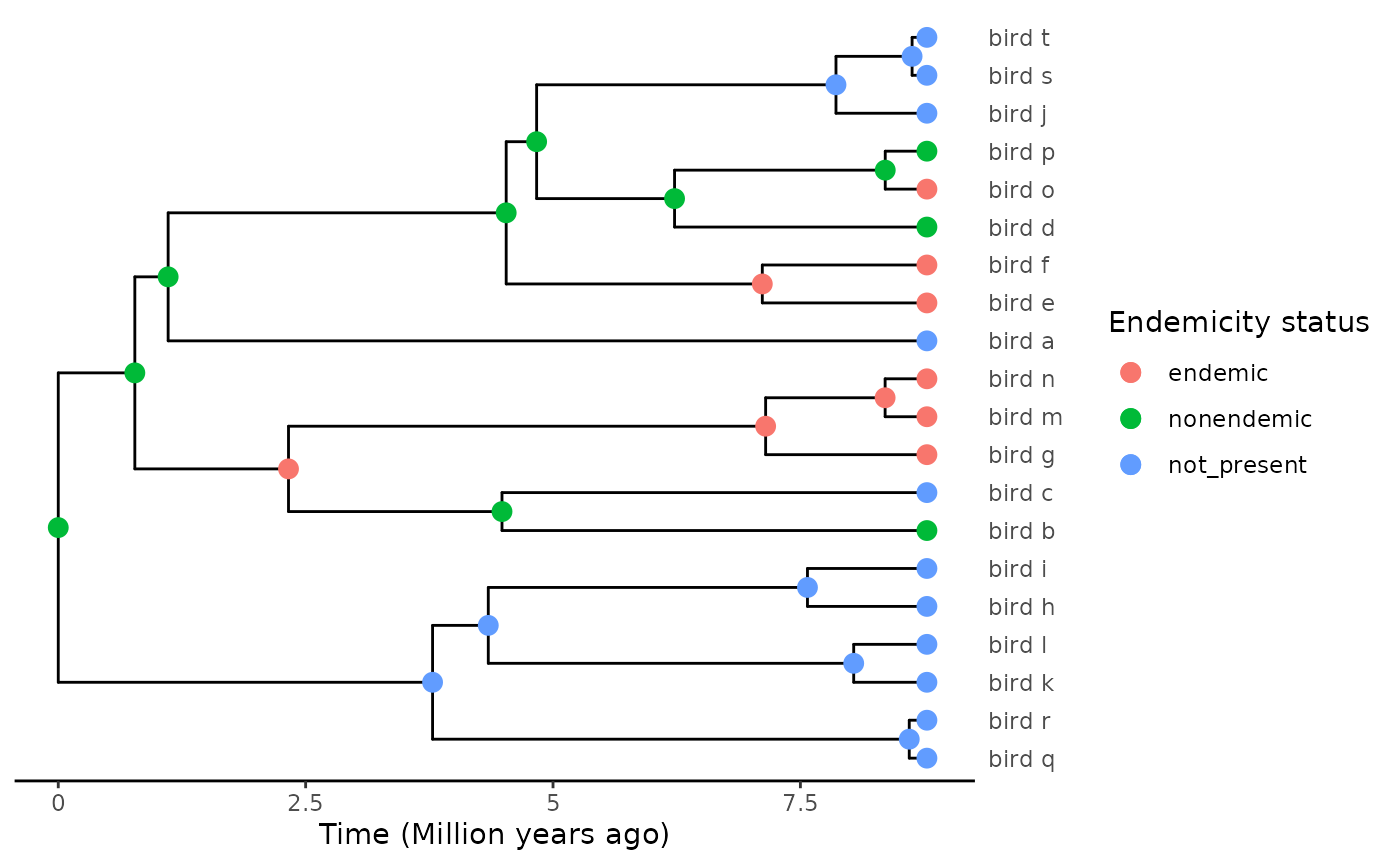 bird t
bird s
bird j
bird p
bird o
bird d
bird f
bird e
bird a
bird n
bird m
bird g
bird c
bird b
bird i
bird h
bird l
bird k
bird r
bird q
Endemicity status
endemic
nonendemic
not_present
0 2.5 5 7.5
Time (Million years ago)